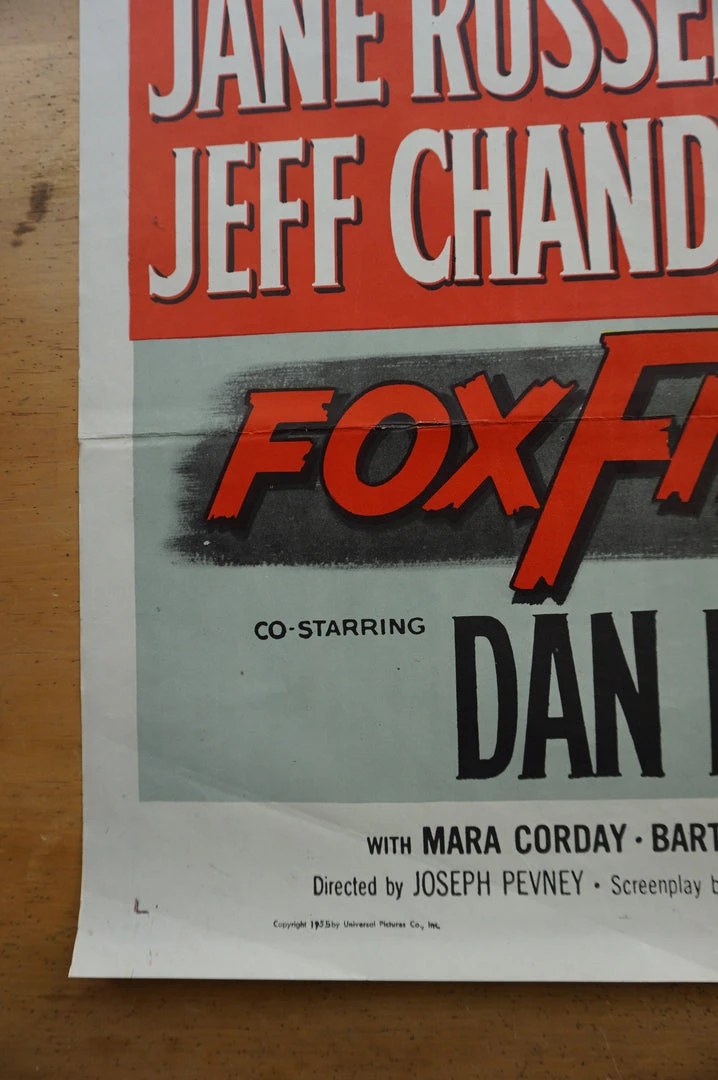 JANE RUSSE
JEFF CHAND
FOXFI
CO-STARRING DAN
WITH MARA CORDAY · BART
Directed by JOSEPH PEVNEY · Screenplay b
Copyright 1955 by Universal Pictures Co., Inc.